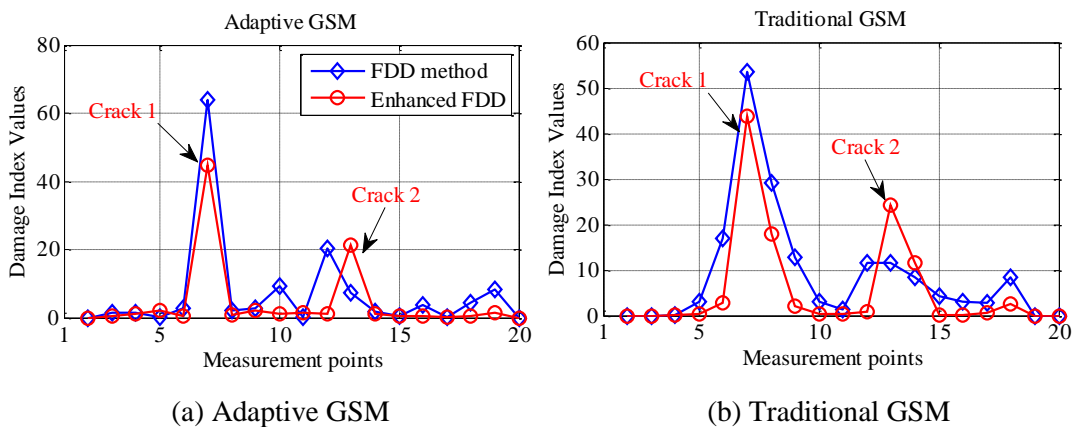 Adaptive GSM
80
60
40
20
0
1
5
10
15
20
Damage Index Values
Measurement points
FDD method
Enhanced FDD
Crack 1
Crack 2
(a) Adaptive GSM
Traditional GSM
60
50
40
30
20
10
0
1
5
10
15
20
Damage Index Values
Measurement points
Crack 1
Crack 2
(b) Traditional GSM